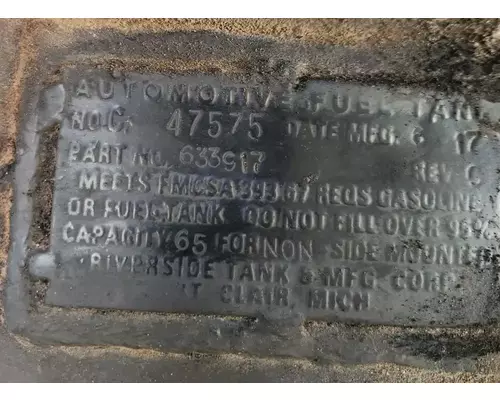 AUTOMOTIVE FUEL TANK
NO. C. 47575 DATE MFG. 6 17
PART NO. 633917 REV C
MEETS FMCSA 393.67 REQS GASOLINE
OR FUEL TANK DO NOT FILL OVER 95%
CAPACITY 65 FOR NON SIDE MOUNTED
RIVERSIDE TANK & MFG. CORP.
ST. CLAIR, MICH